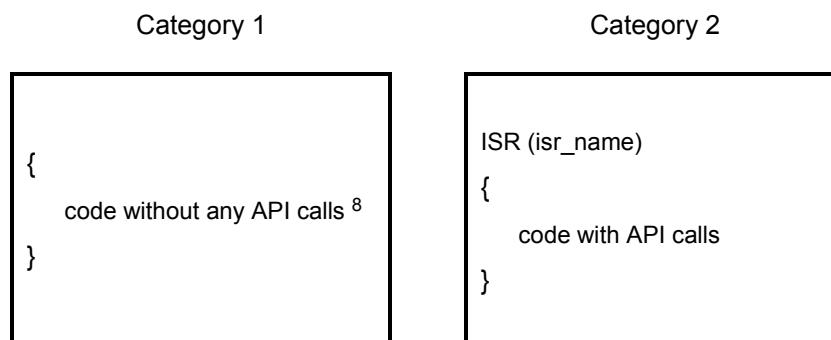 Category 1
{
code without any API calls 8
}
Category 2
ISR (isr_name)
{
code with API calls
}